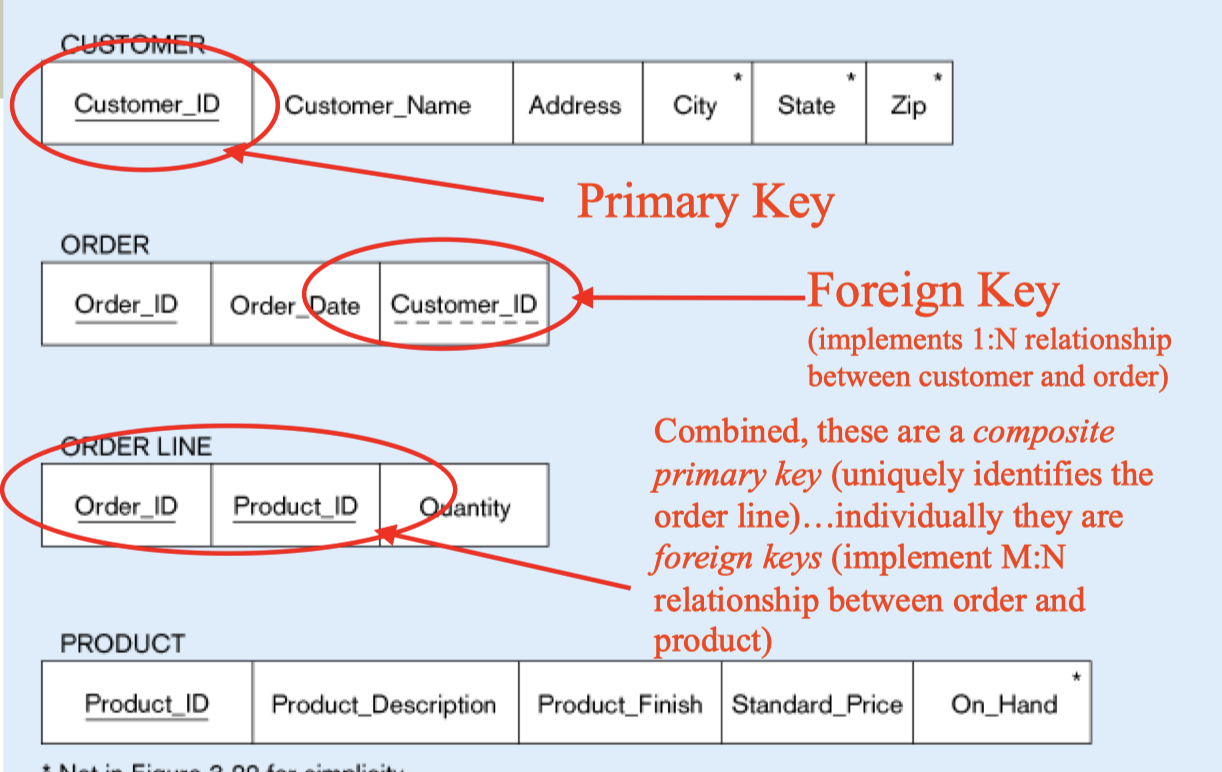 CUSTOMER
Customer_ID Customer_Name Address City * State * Zip *
Primary Key
ORDER
Order_ID Order_Date Customer_ID
Foreign Key
(implements 1:N relationship
between customer and order)
ORDER LINE
Order_ID Product_ID Quantity
Combined, these are a composite
primary key (uniquely identifies the
order line)…individually they are
foreign keys (implement M:N
relationship between order and
product)
PRODUCT
Product_ID Product_Description Product_Finish Standard_Price On_Hand *
* Not in Figure for simplicity